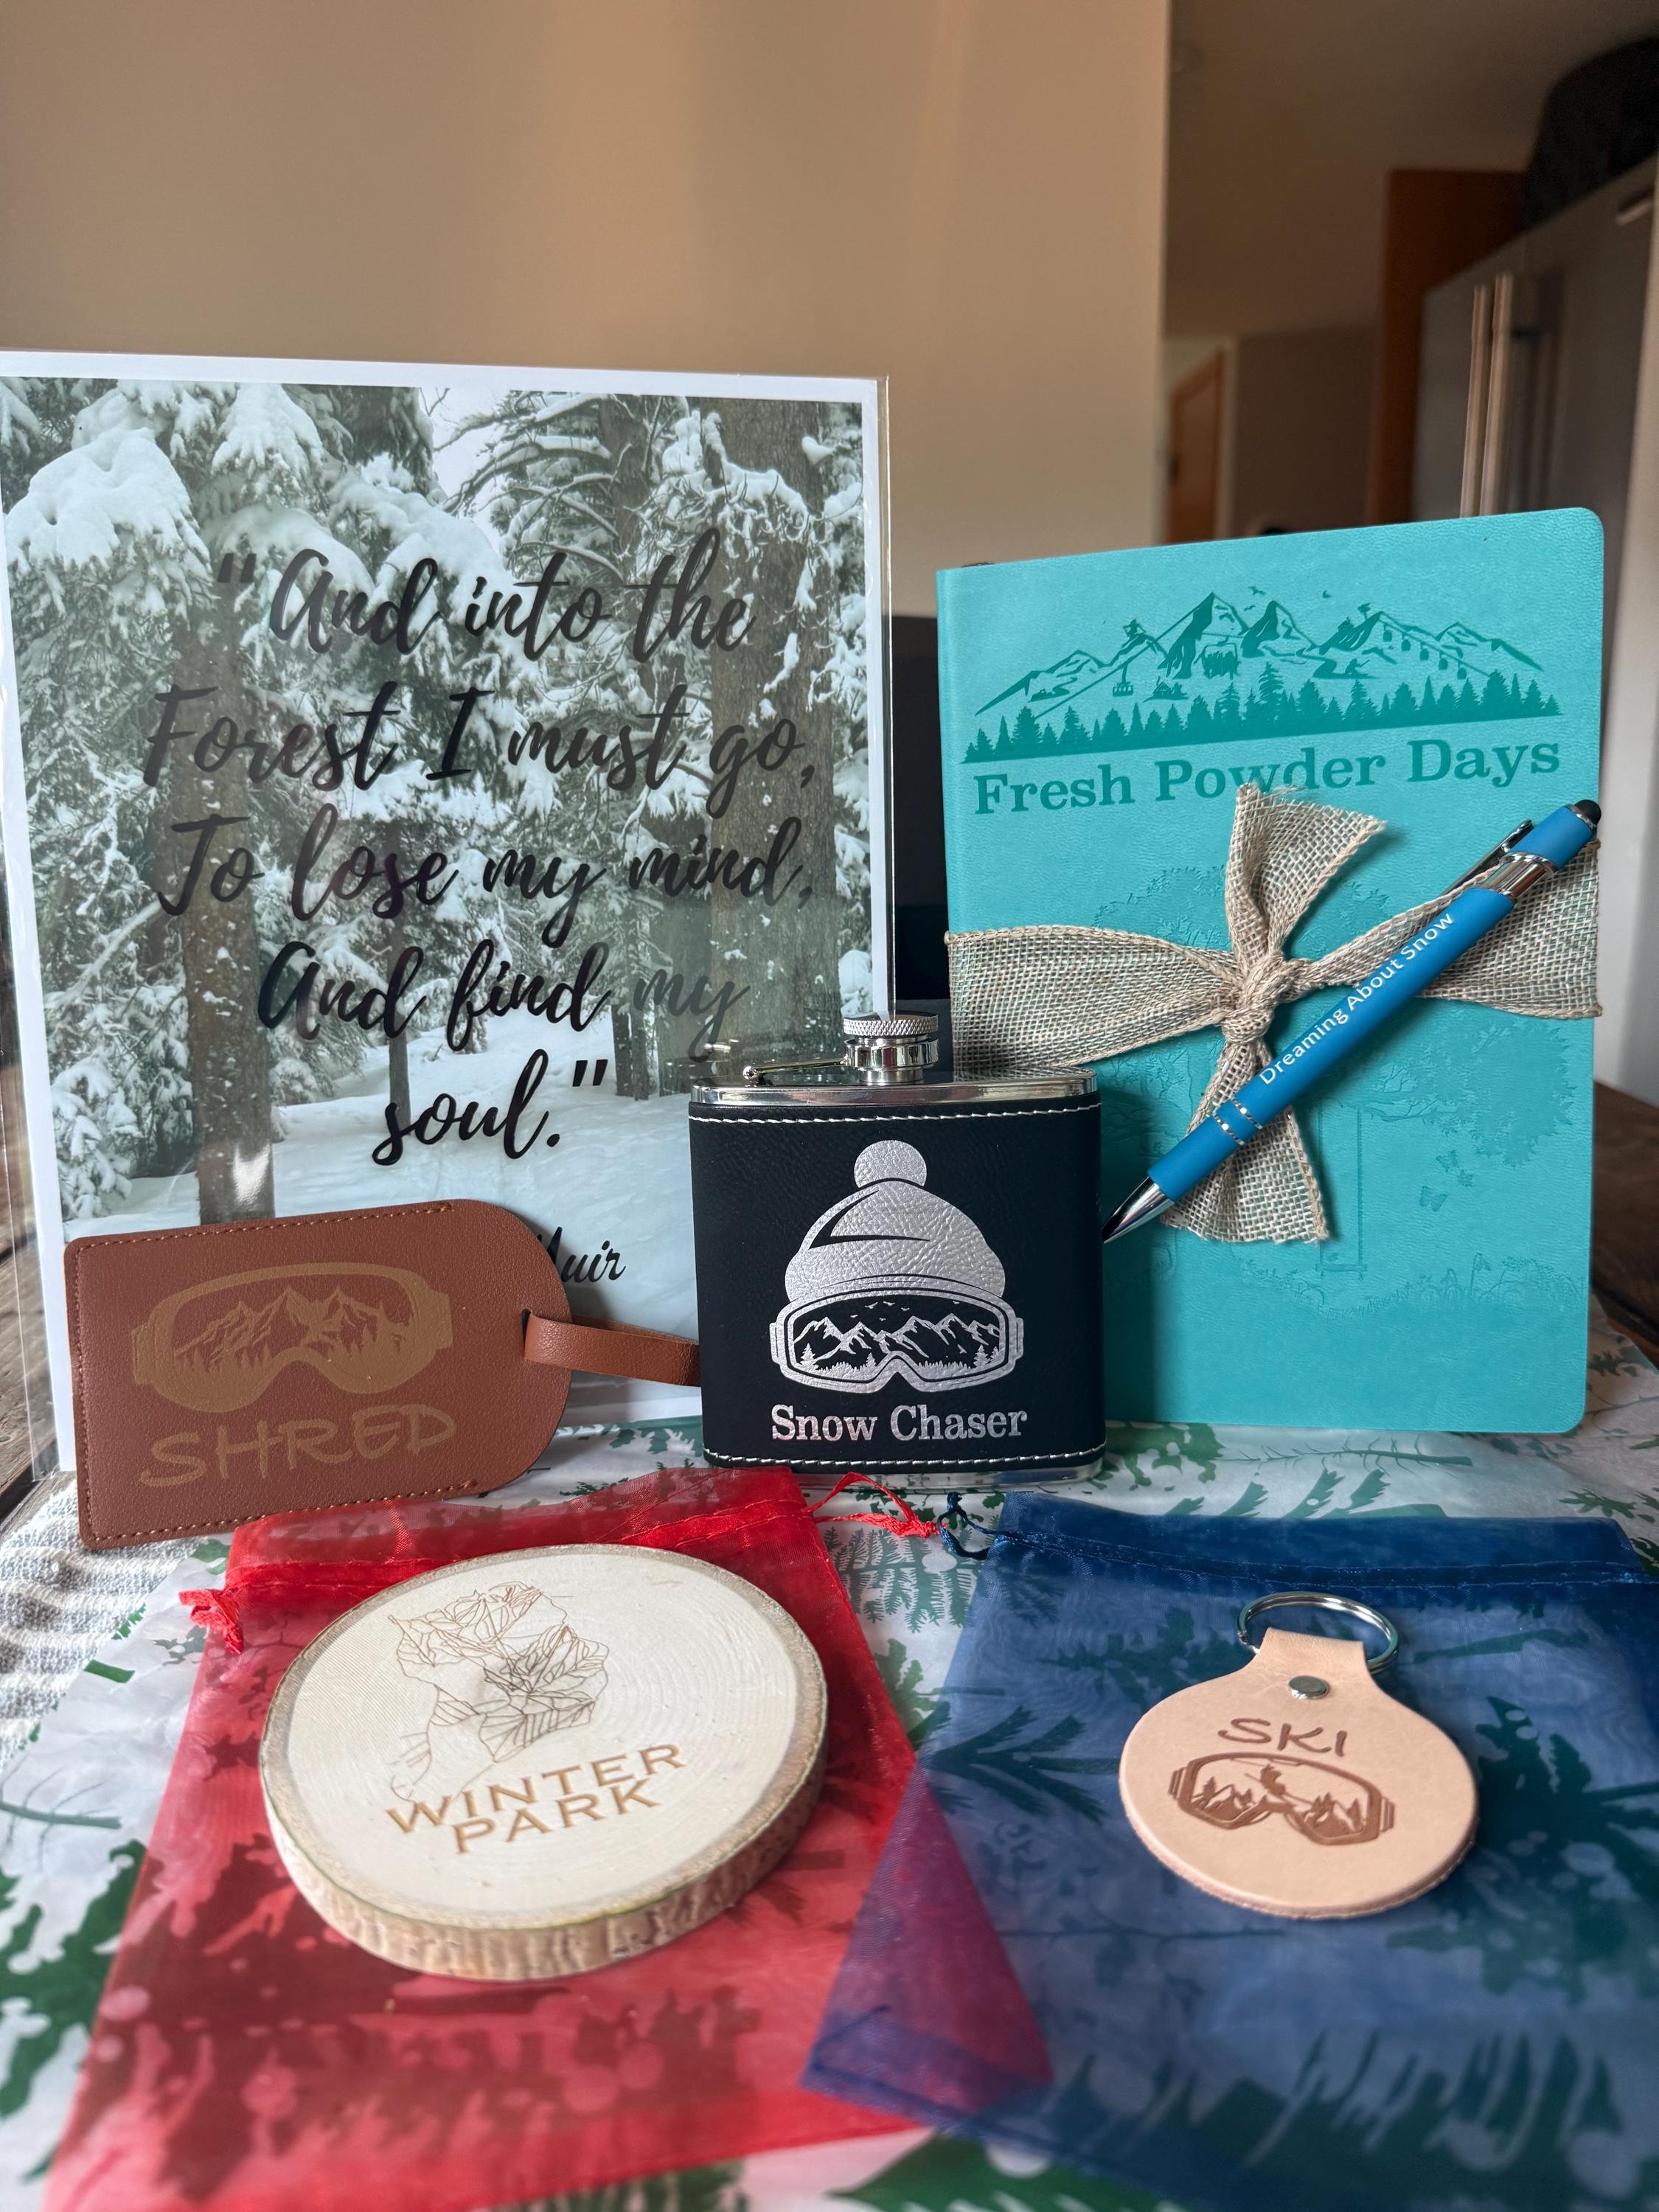 "And into the
Forest I must go,
To lose my mind,
And find my
soul."
Fresh Powder Days
Dreaming About Snow
SHRED
Snow Chaser
WINTER
PARK
SKI